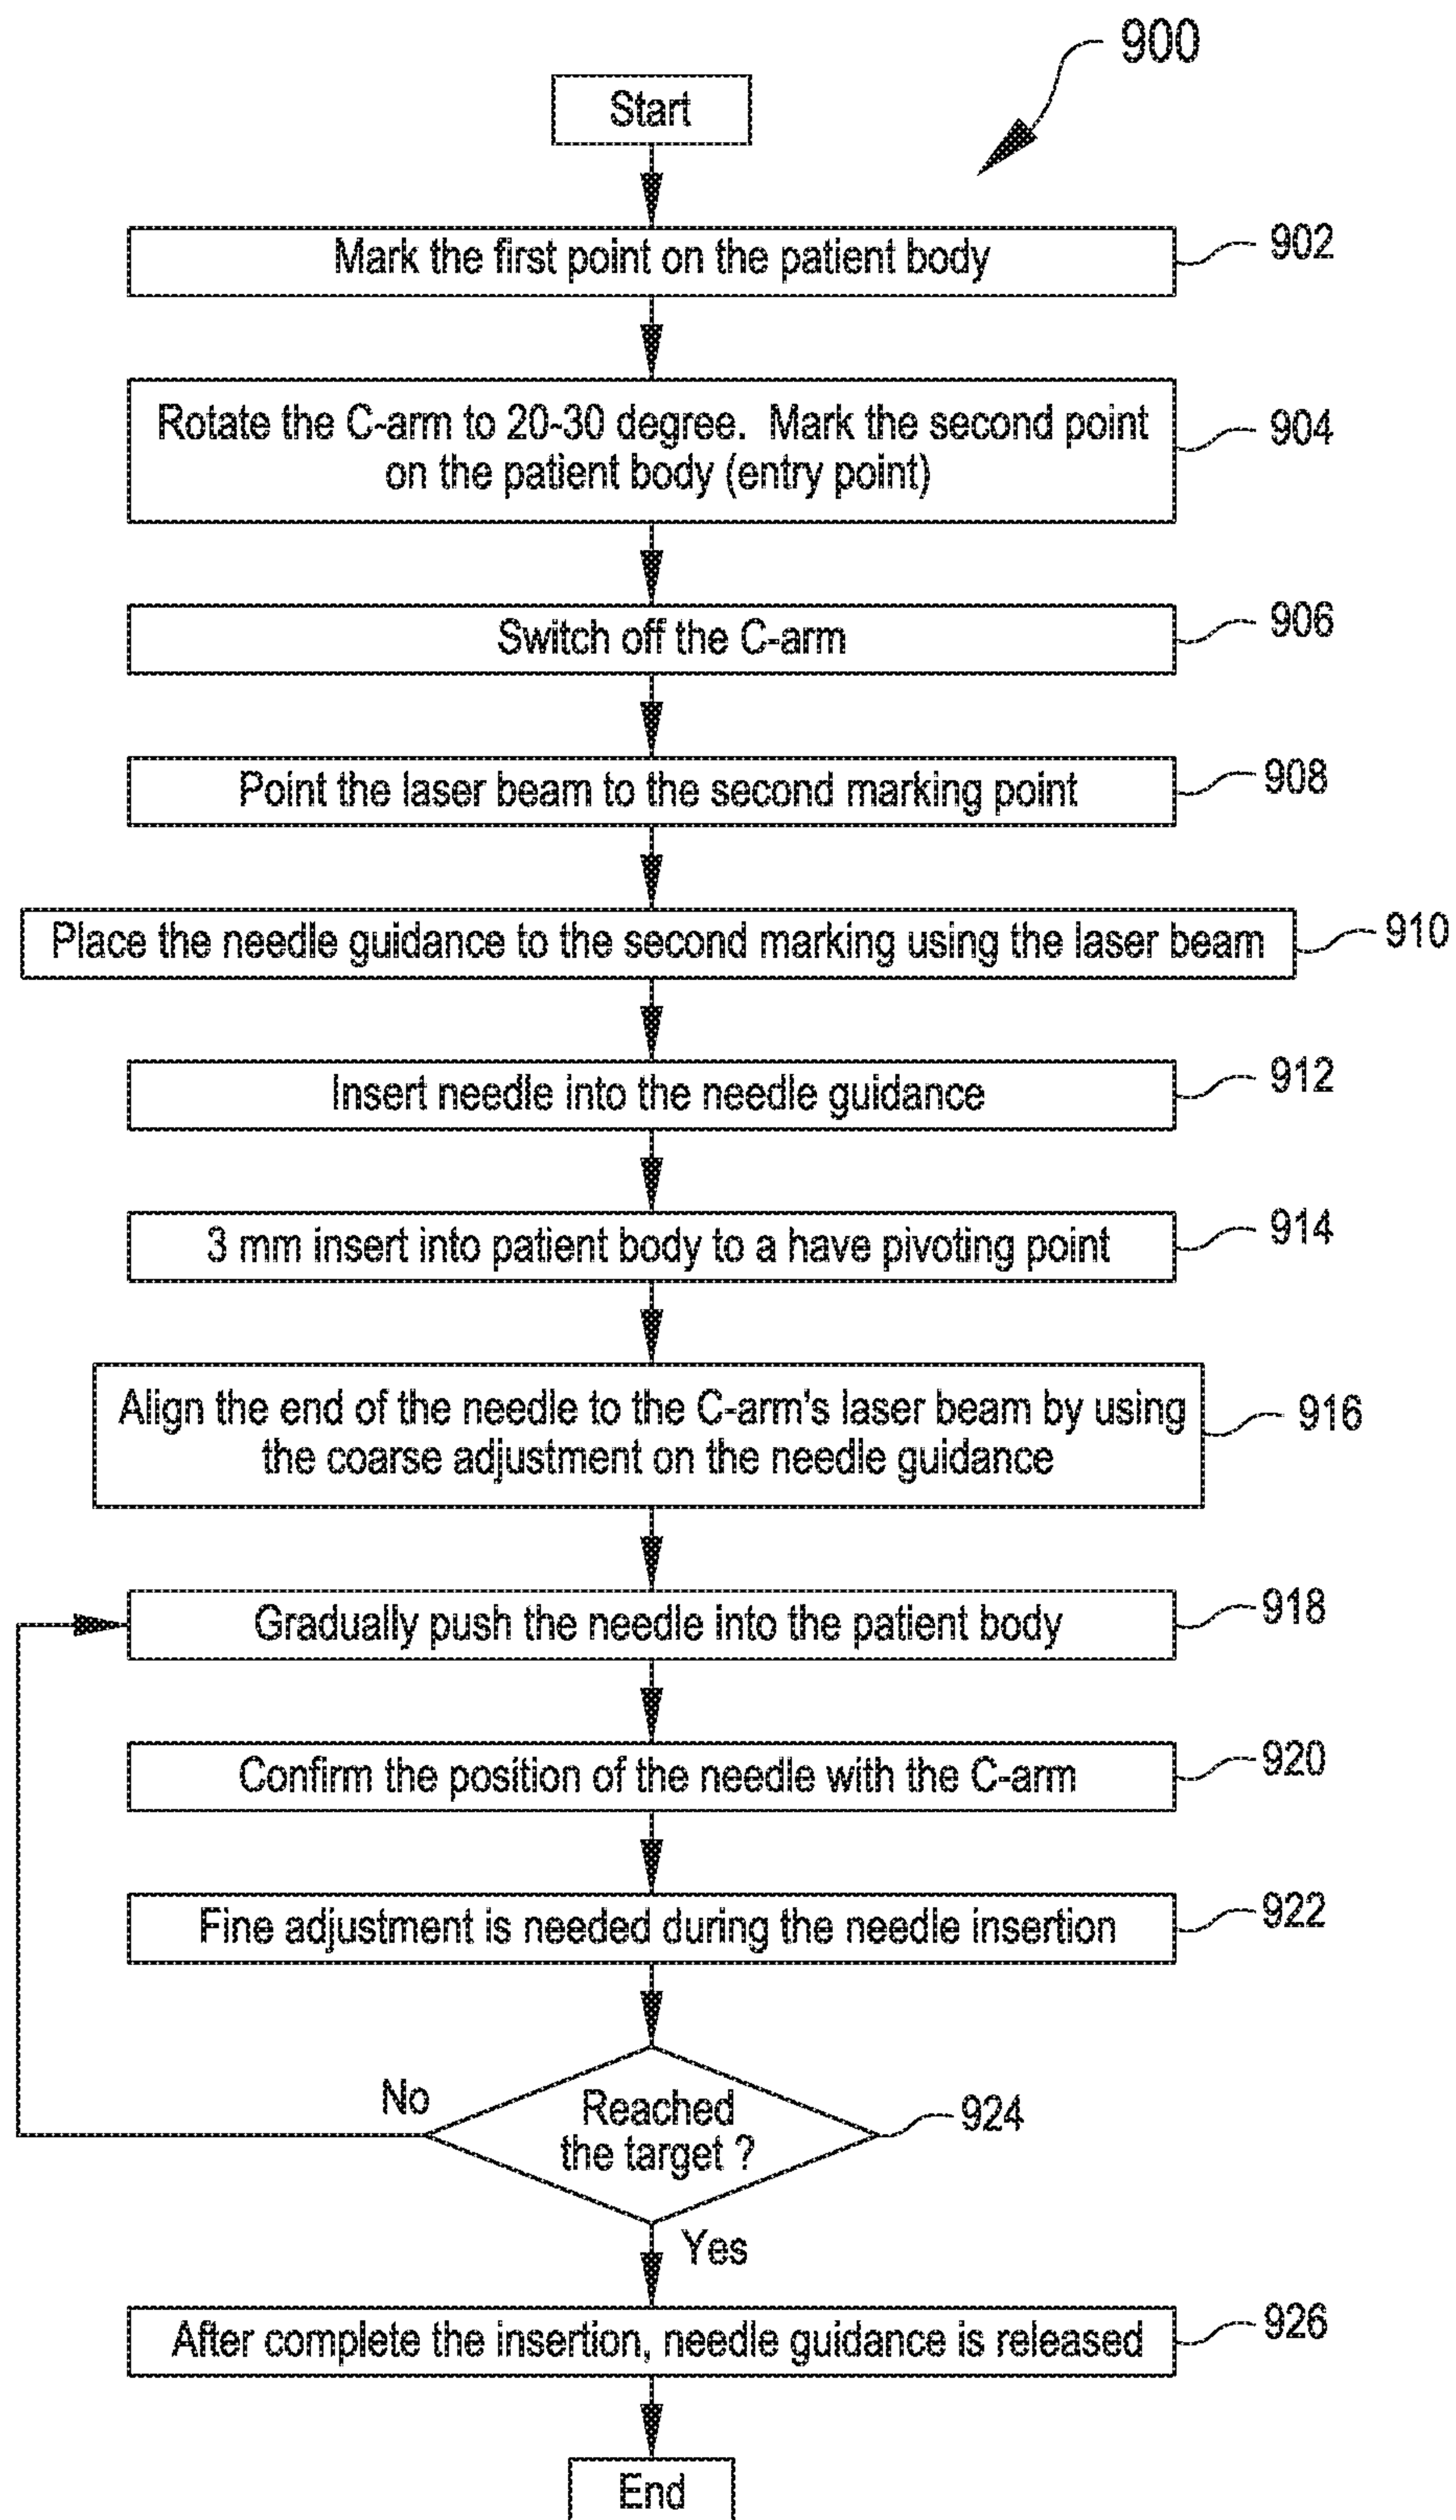 900
Start
Mark the first point on the patient body
902
Rotate the C-arm to 20-30 degree. Mark the second point
on the patient body (entry point)
904
Switch off the C-arm
906
Point the laser beam to the second marking point
908
Place the needle guidance to the second marking using the laser beam
910
Insert needle into the needle guidance
912
3 mm insert into patient body to a have pivoting point
914
Align the end of the needle to the C-arm's laser beam by using
the coarse adjustment on the needle guidance
916
Gradually push the needle into the patient body
918
Confirm the position of the needle with the C-arm
920
Fine adjustment is needed during the needle insertion
922
No
Reached
the target ?
924
Yes
After complete the insertion, needle guidance is released
926
End